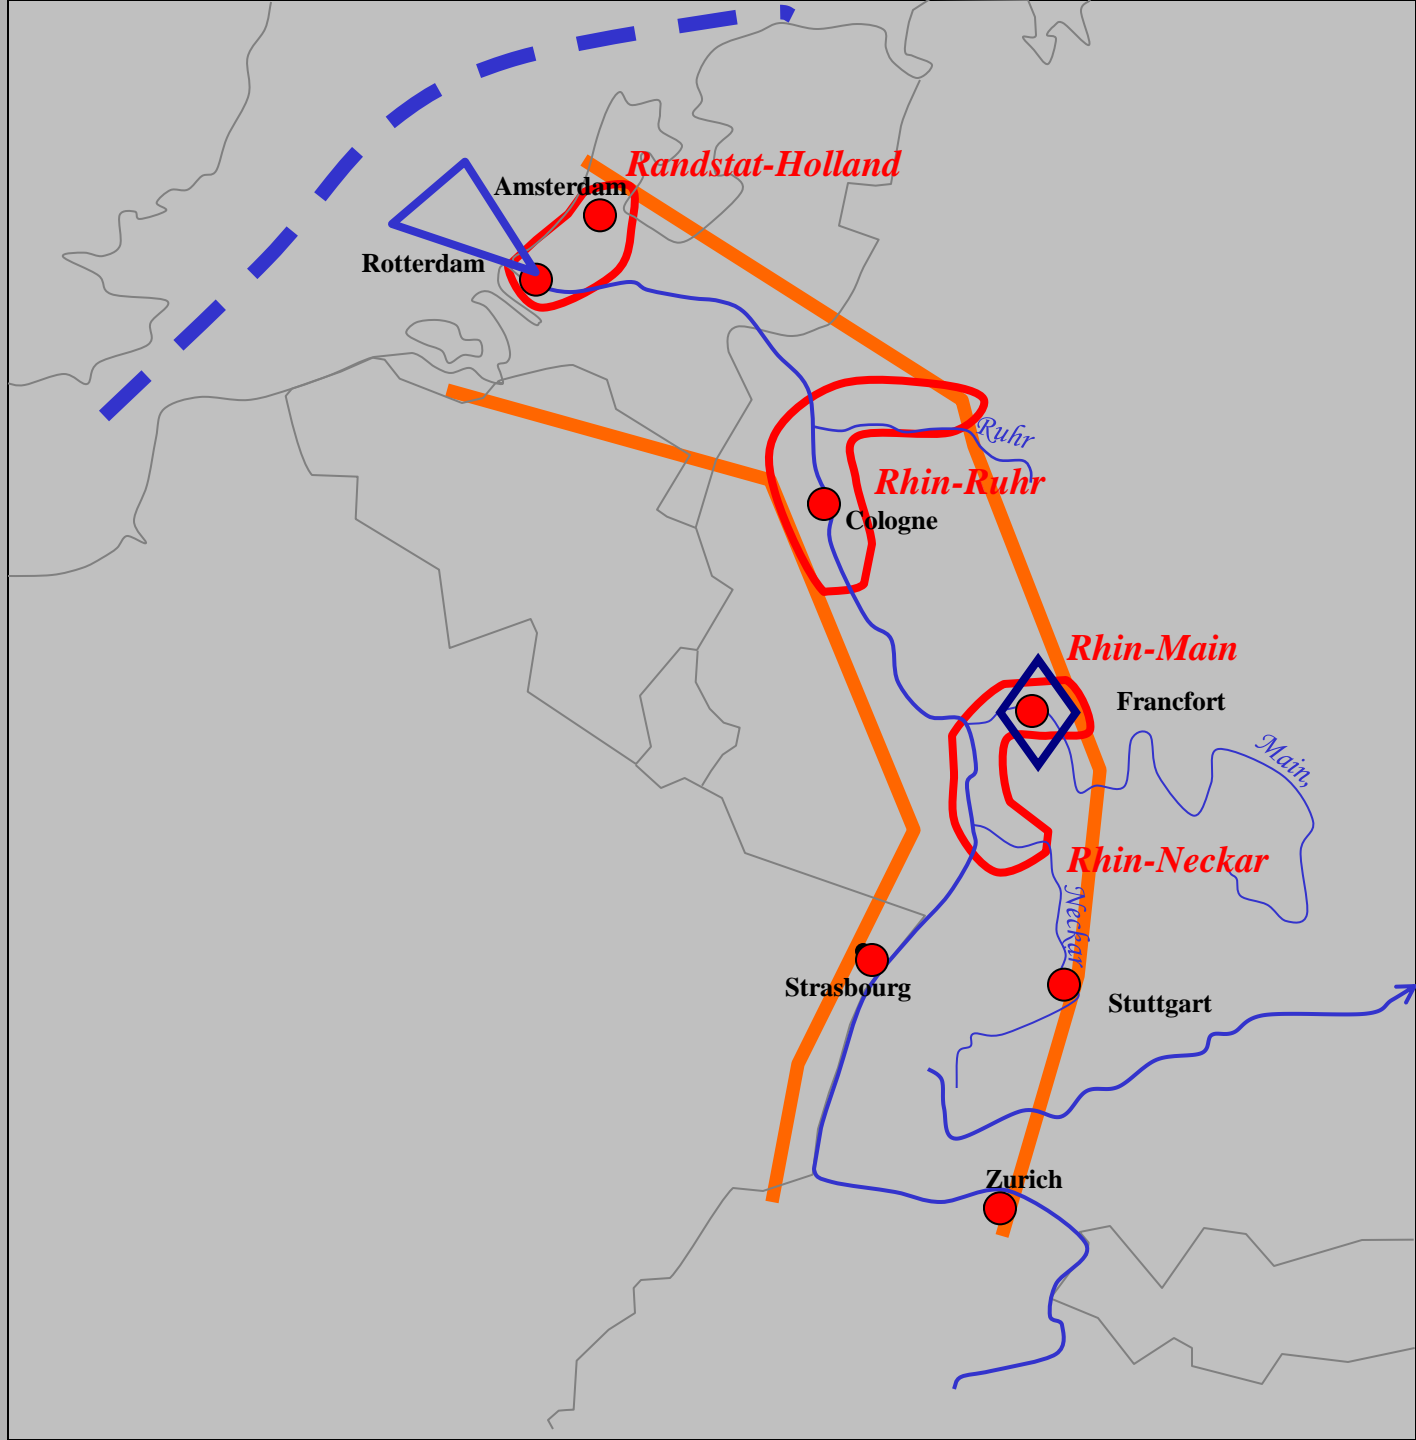 Randstat-Holland
Amsterdam
Rotterdam
Ruhr
Rhin-Ruhr
Cologne
Rhin-Main
Francfort
Main,
Rhin-Neckar
Neckar
Strasbourg
Stuttgart
Zurich